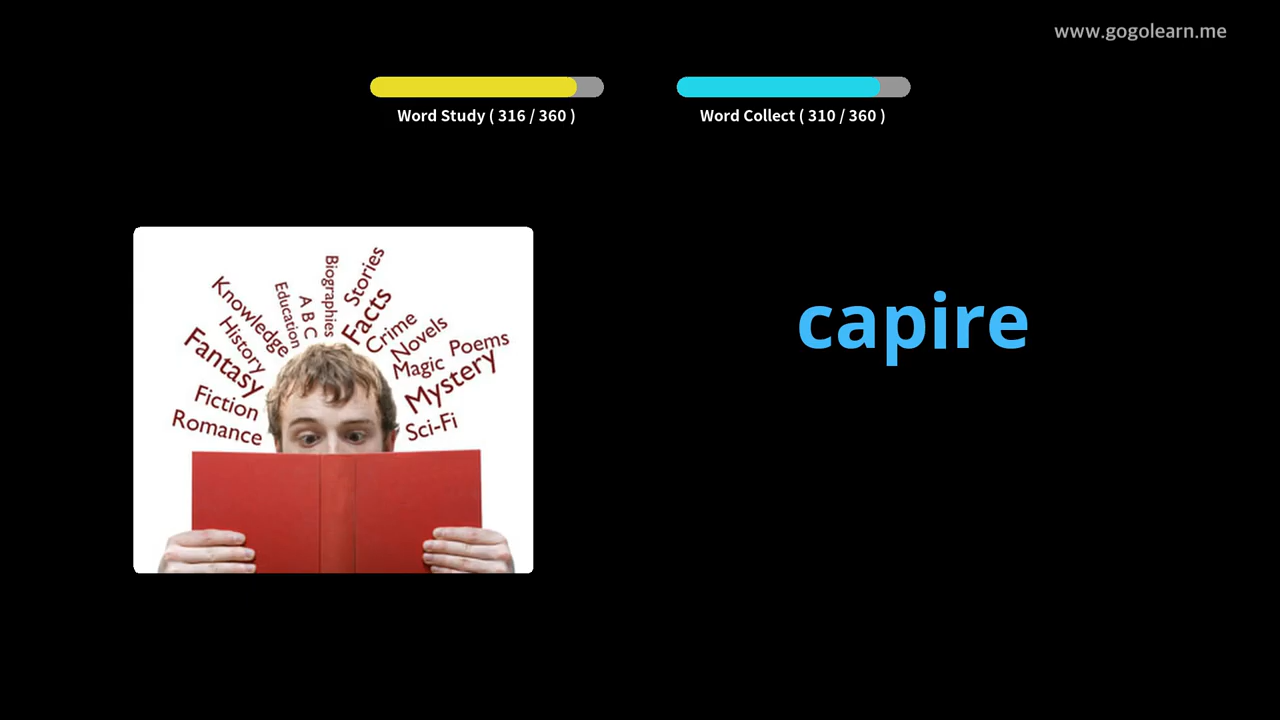 www.gogolearn.me
Word Study ( 316 / 360 )
Word Collect ( 310 / 360 )
Knowledge
Education
A B C
Biographies
Stories
Facts
History
Crime
Novels
Poems
Fantasy
Magic
Mystery
Fiction
Sci-Fi
Romance
capire